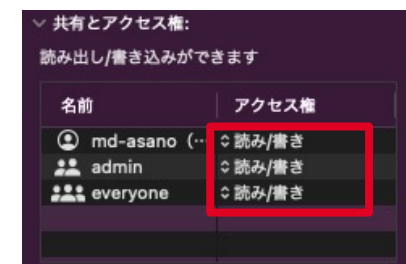 共有とアクセス権:
読み出し/書き込みができます
名前 アクセス権
md-asano (… 読み/書き
admin 読み/書き
everyone 読み/書き